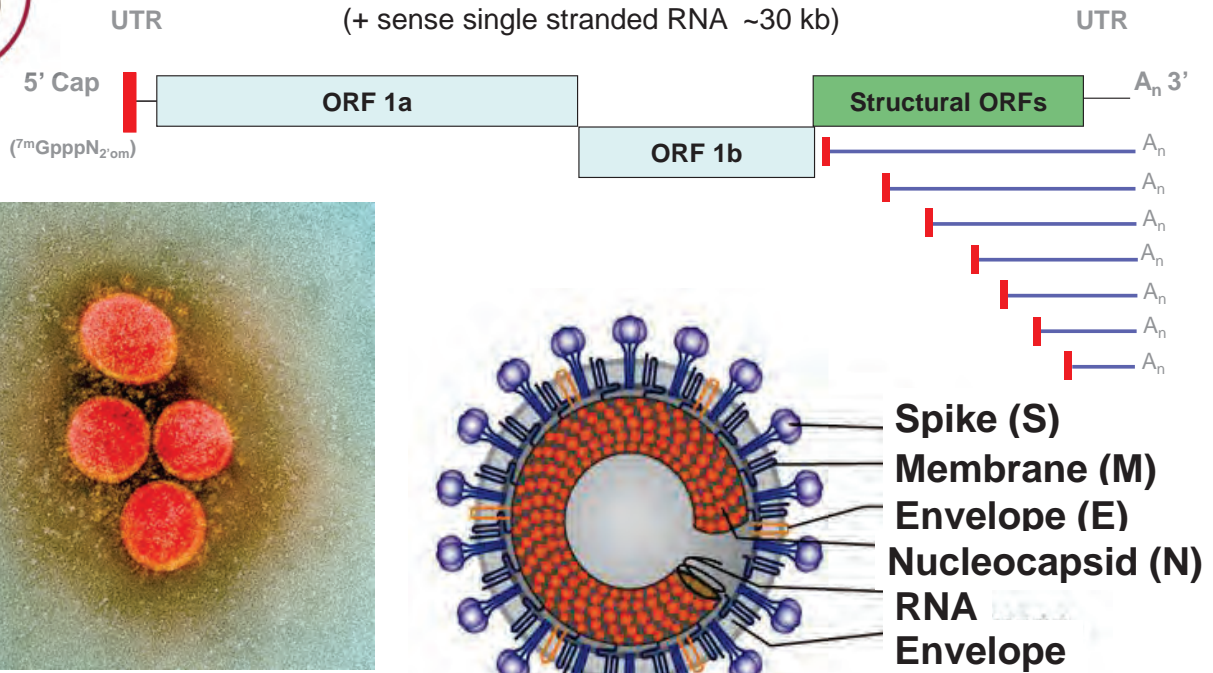 UTR (+ sense single stranded RNA ~30 kb) UTR
5’ Cap
ORF 1a
Structural ORFs
Aₙ 3’
(⁷ᵐGpppN₂'ₒₘ)
ORF 1b
Aₙ
Aₙ
Aₙ
Aₙ
Aₙ
Aₙ
Aₙ
Spike (S)
Membrane (M)
Envelope (E)
Nucleocapsid (N)
RNA
Envelope